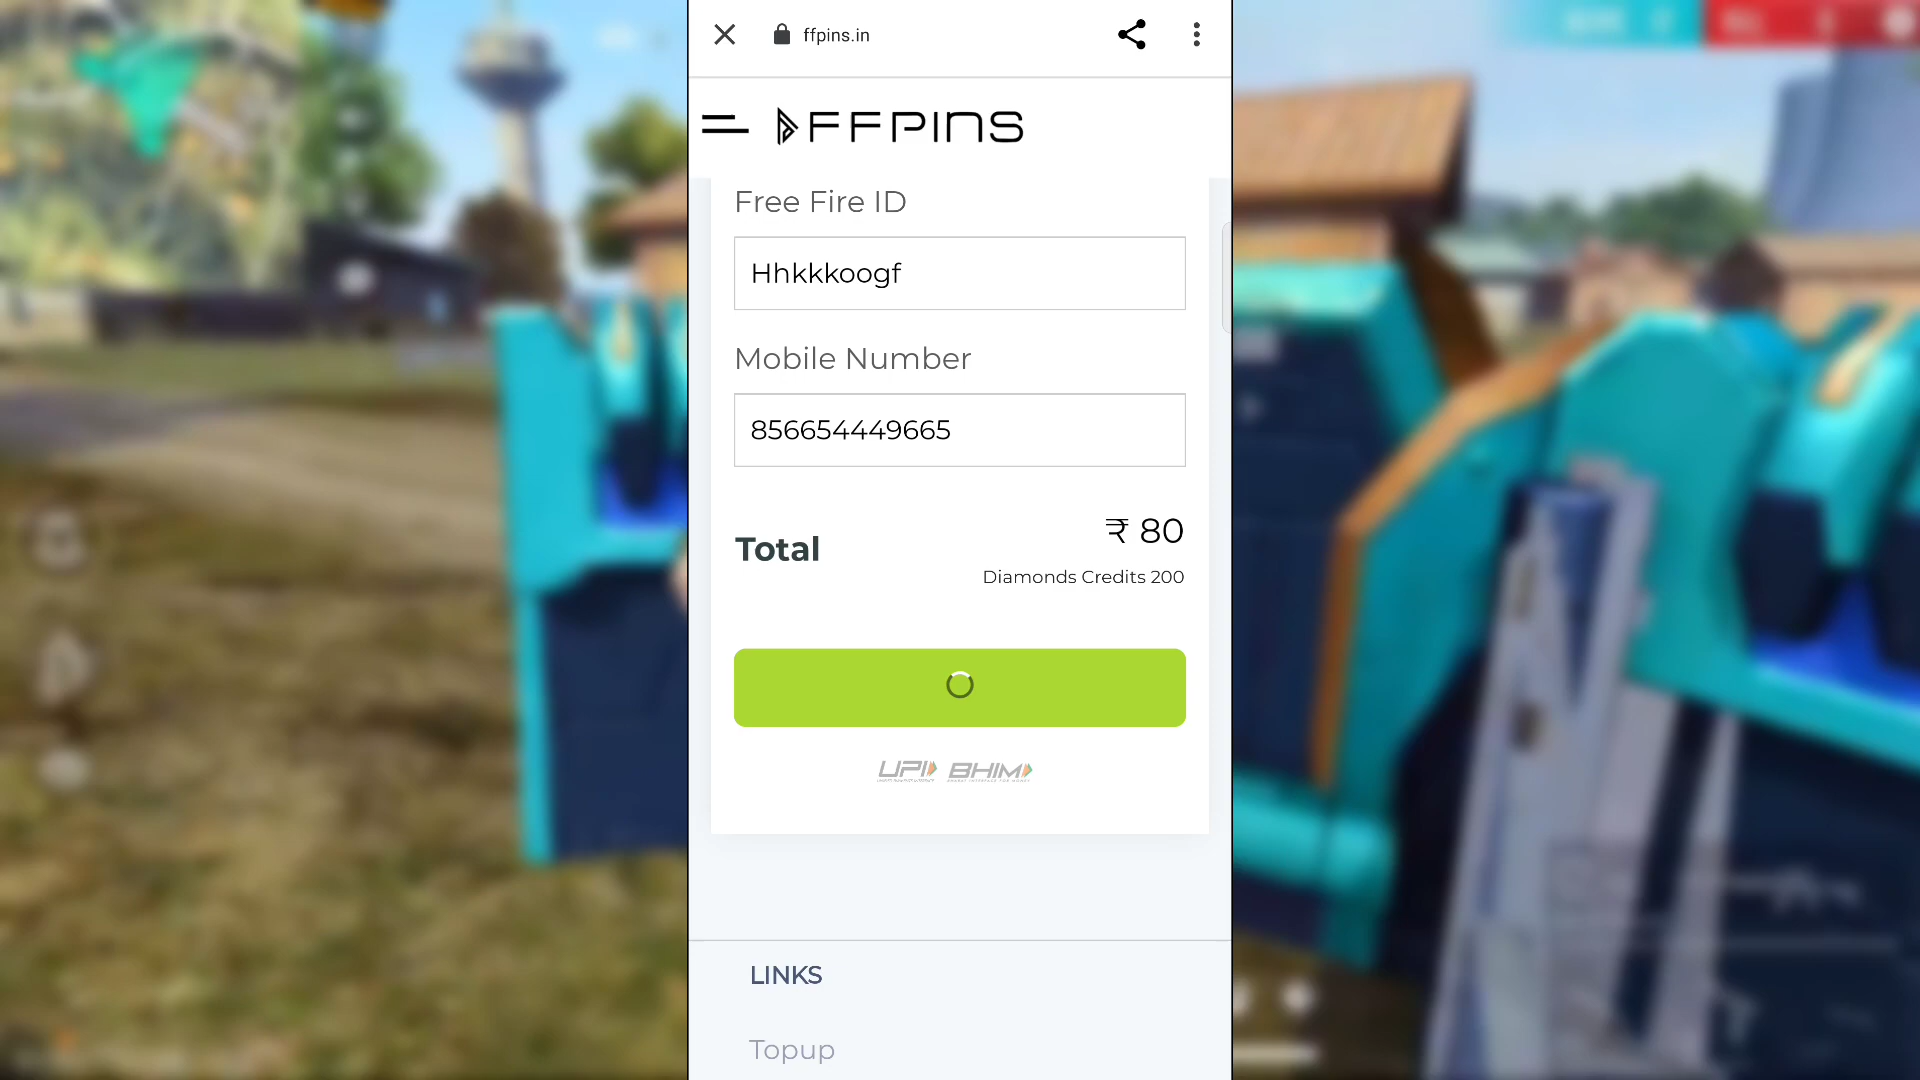 ffpins.in
FFPINS
Free Fire ID
Hhkkkoogf
Mobile Number
856654449665
₹ 80
Total
Diamonds Credits 200
UPI BHIM
LINKS
Topup